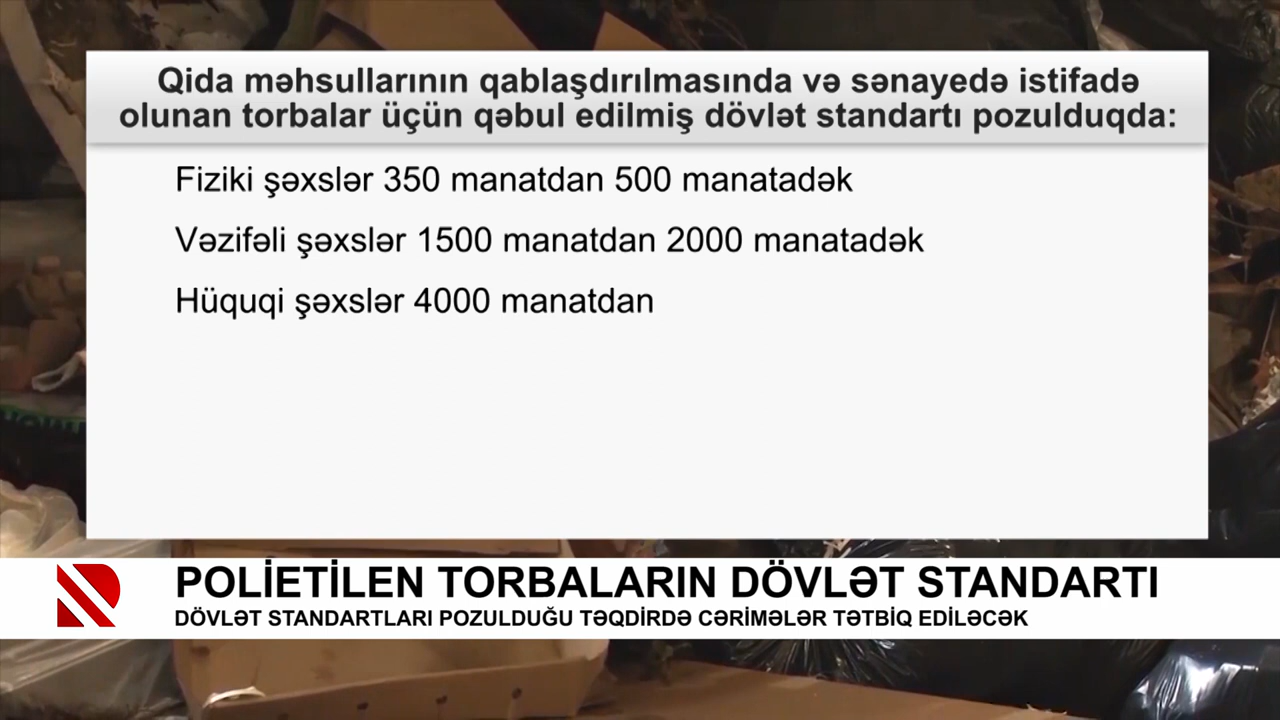 Qida məhsullarının qablaşdırılmasında və sənayedə istifadə
olunan torbalar üçün qəbul edilmiş dövlət standartı pozulduqda:
Fiziki şəxslər 350 manatdan 500 manatadək
Vəzifəli şəxslər 1500 manatdan 2000 manatadək
Hüquqi şəxslər 4000 manatdan
POLİETİLEN TORBALARIN DÖVLƏT STANDARTI
DÖVLƏT STANDARTLARI POZULDUĞU TƏQDİRDƏ CƏRİMƏLƏR TƏTBİQ EDİLƏCƏK